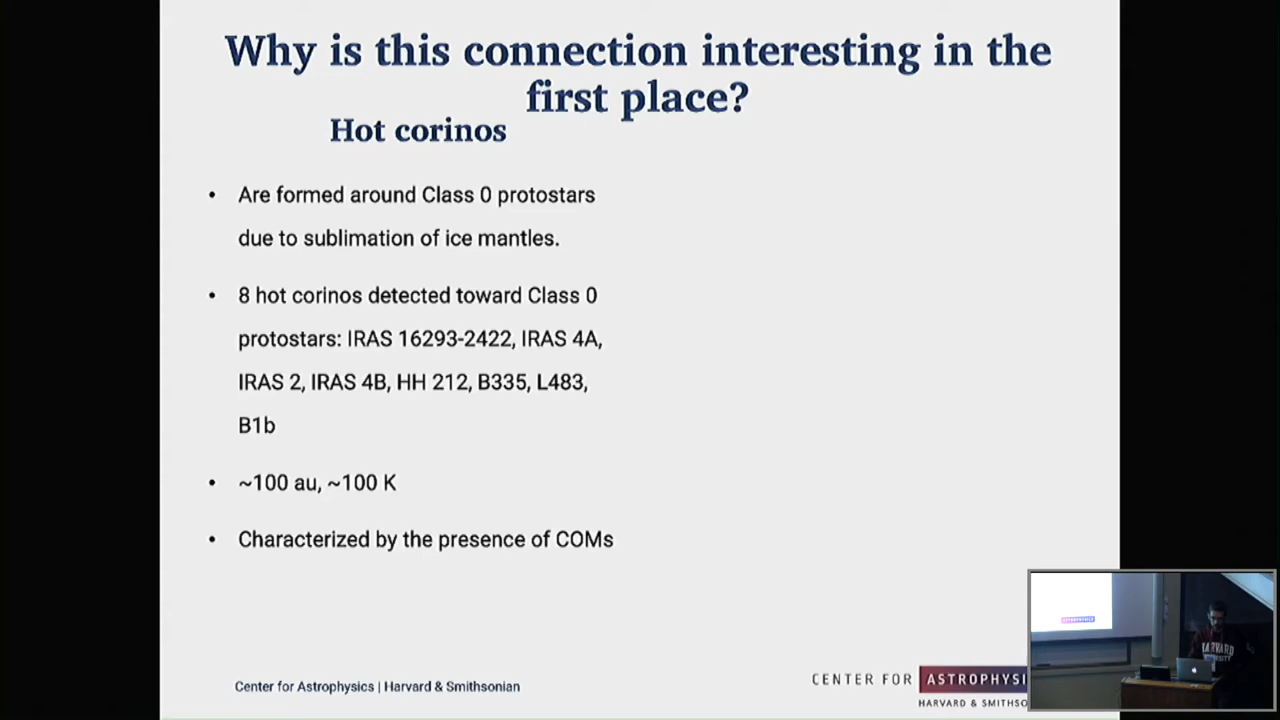 Why is this connection interesting in the
first place?
Hot corinos
• Are formed around Class 0 protostars
due to sublimation of ice mantles.
• 8 hot corinos detected toward Class 0
protostars: IRAS 16293-2422, IRAS 4A,
IRAS 2, IRAS 4B, HH 212, B335, L483,
B1b
• ~100 au, ~100 K
• Characterized by the presence of COMs
Center for Astrophysics | Harvard & Smithsonian
CENTER FOR ASTROPHYSI
HARVARD & SMITHSO
ASTROPHYSICS
HARVARD